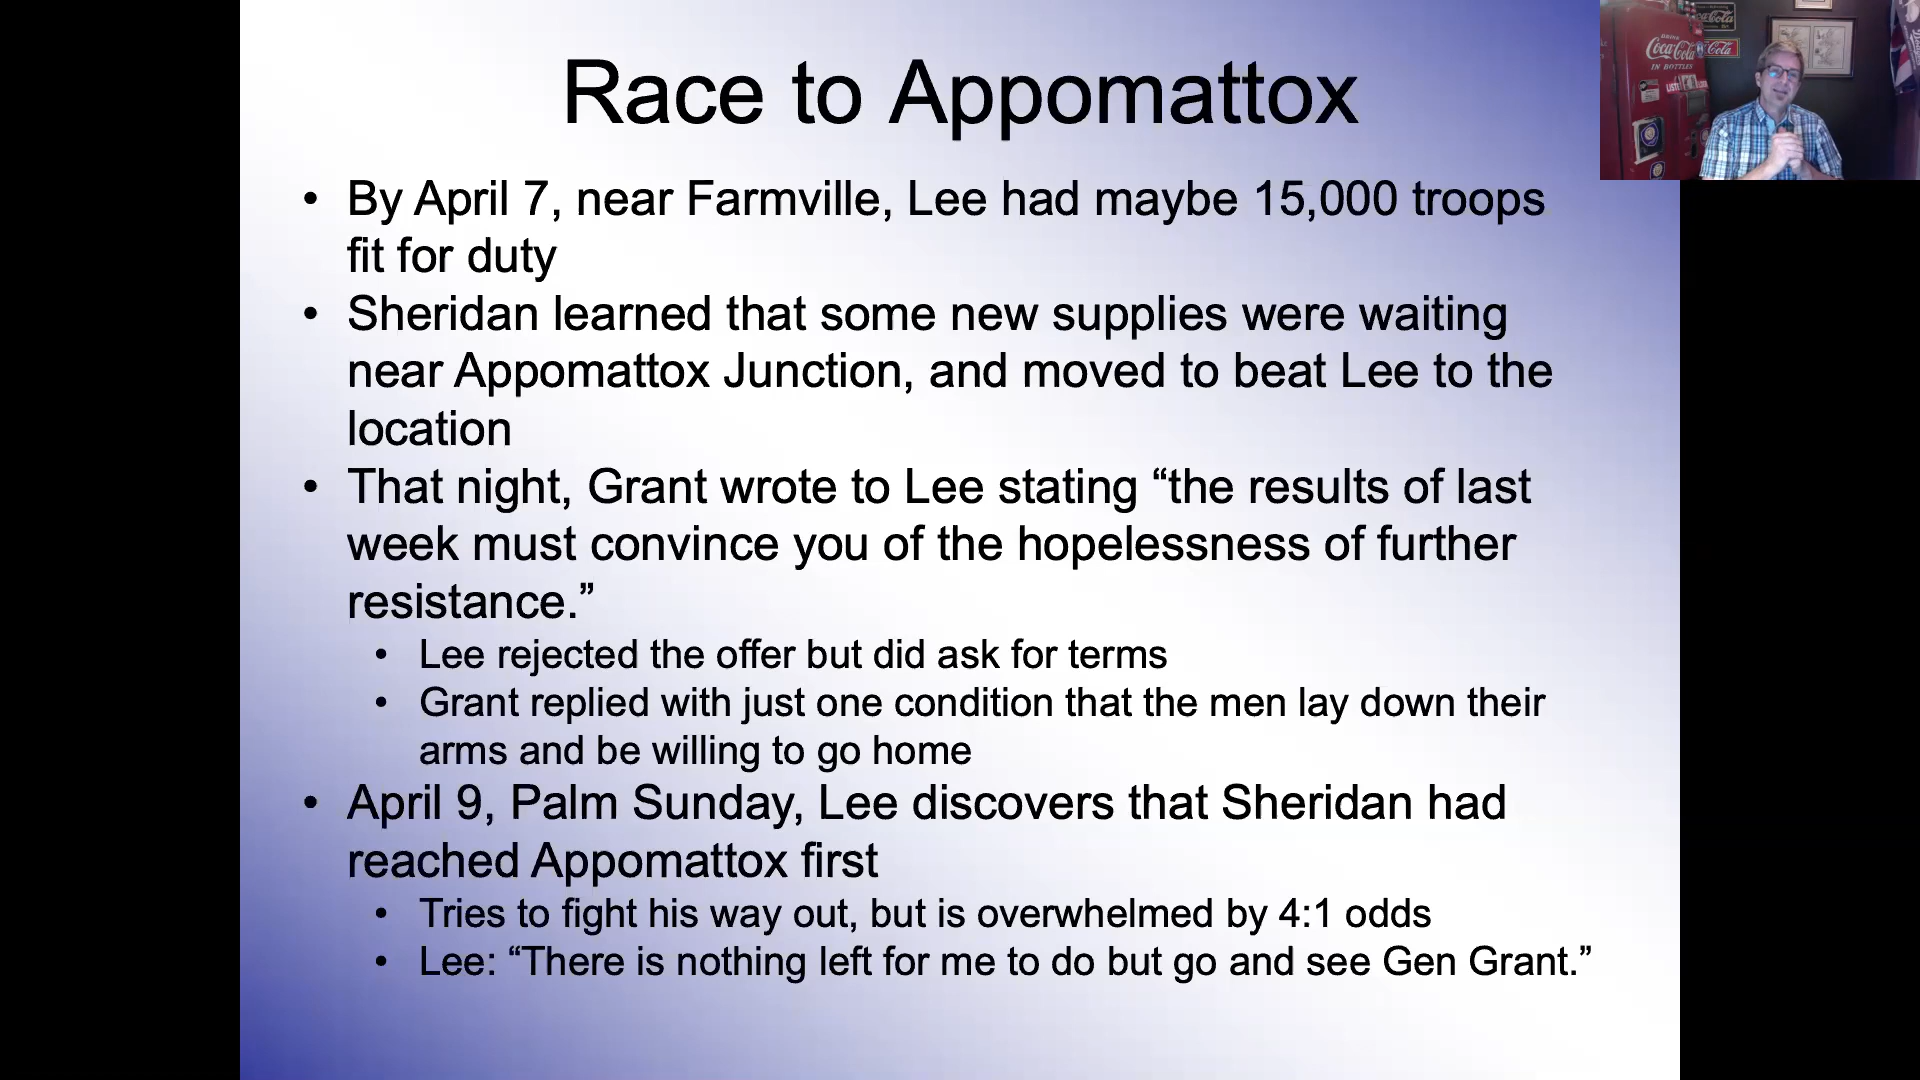 Race to Appomattox
• By April 7, near Farmville, Lee had maybe 15,000 troops
fit for duty
• Sheridan learned that some new supplies were waiting
near Appomattox Junction, and moved to beat Lee to the
location
• That night, Grant wrote to Lee stating “the results of last
week must convince you of the hopelessness of further
resistance.”
• Lee rejected the offer but did ask for terms
• Grant replied with just one condition that the men lay down their
arms and be willing to go home
• April 9, Palm Sunday, Lee discovers that Sheridan had
reached Appomattox first
• Tries to fight his way out, but is overwhelmed by 4:1 odds
• Lee: “There is nothing left for me to do but go and see Gen Grant.”
DRINK
Coca-Cola
IN BOTTLES